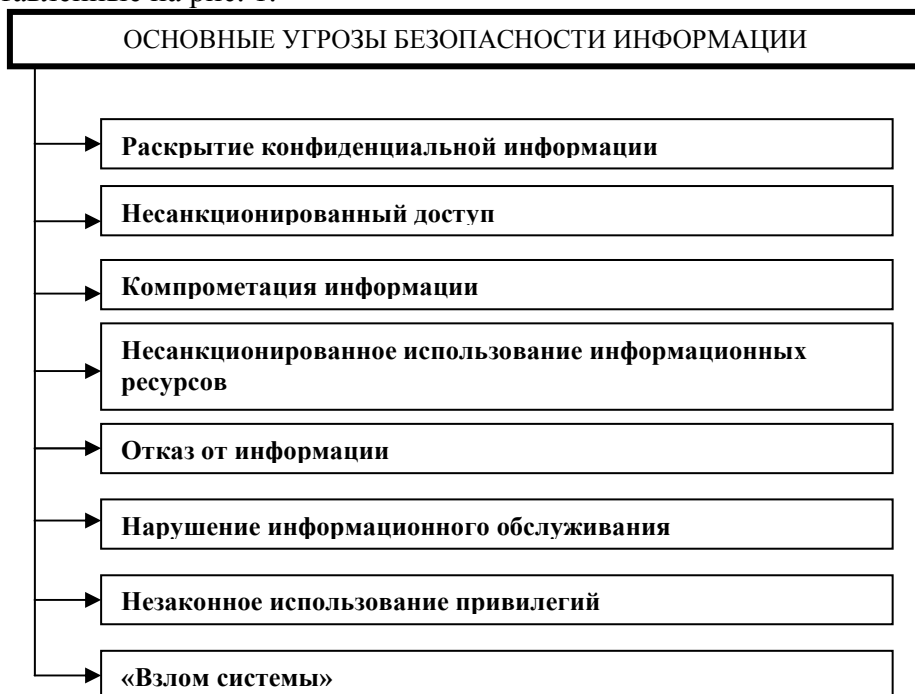 ОСНОВНЫЕ УГРОЗЫ БЕЗОПАСНОСТИ ИНФОРМАЦИИ
Раскрытие конфиденциальной информации
Несанкционированный доступ
Компрометация информации
Несанкционированное использование информационных
ресурсов
Отказ от информации
Нарушение информационного обслуживания
Незаконное использование привилегий
«Взлом системы»